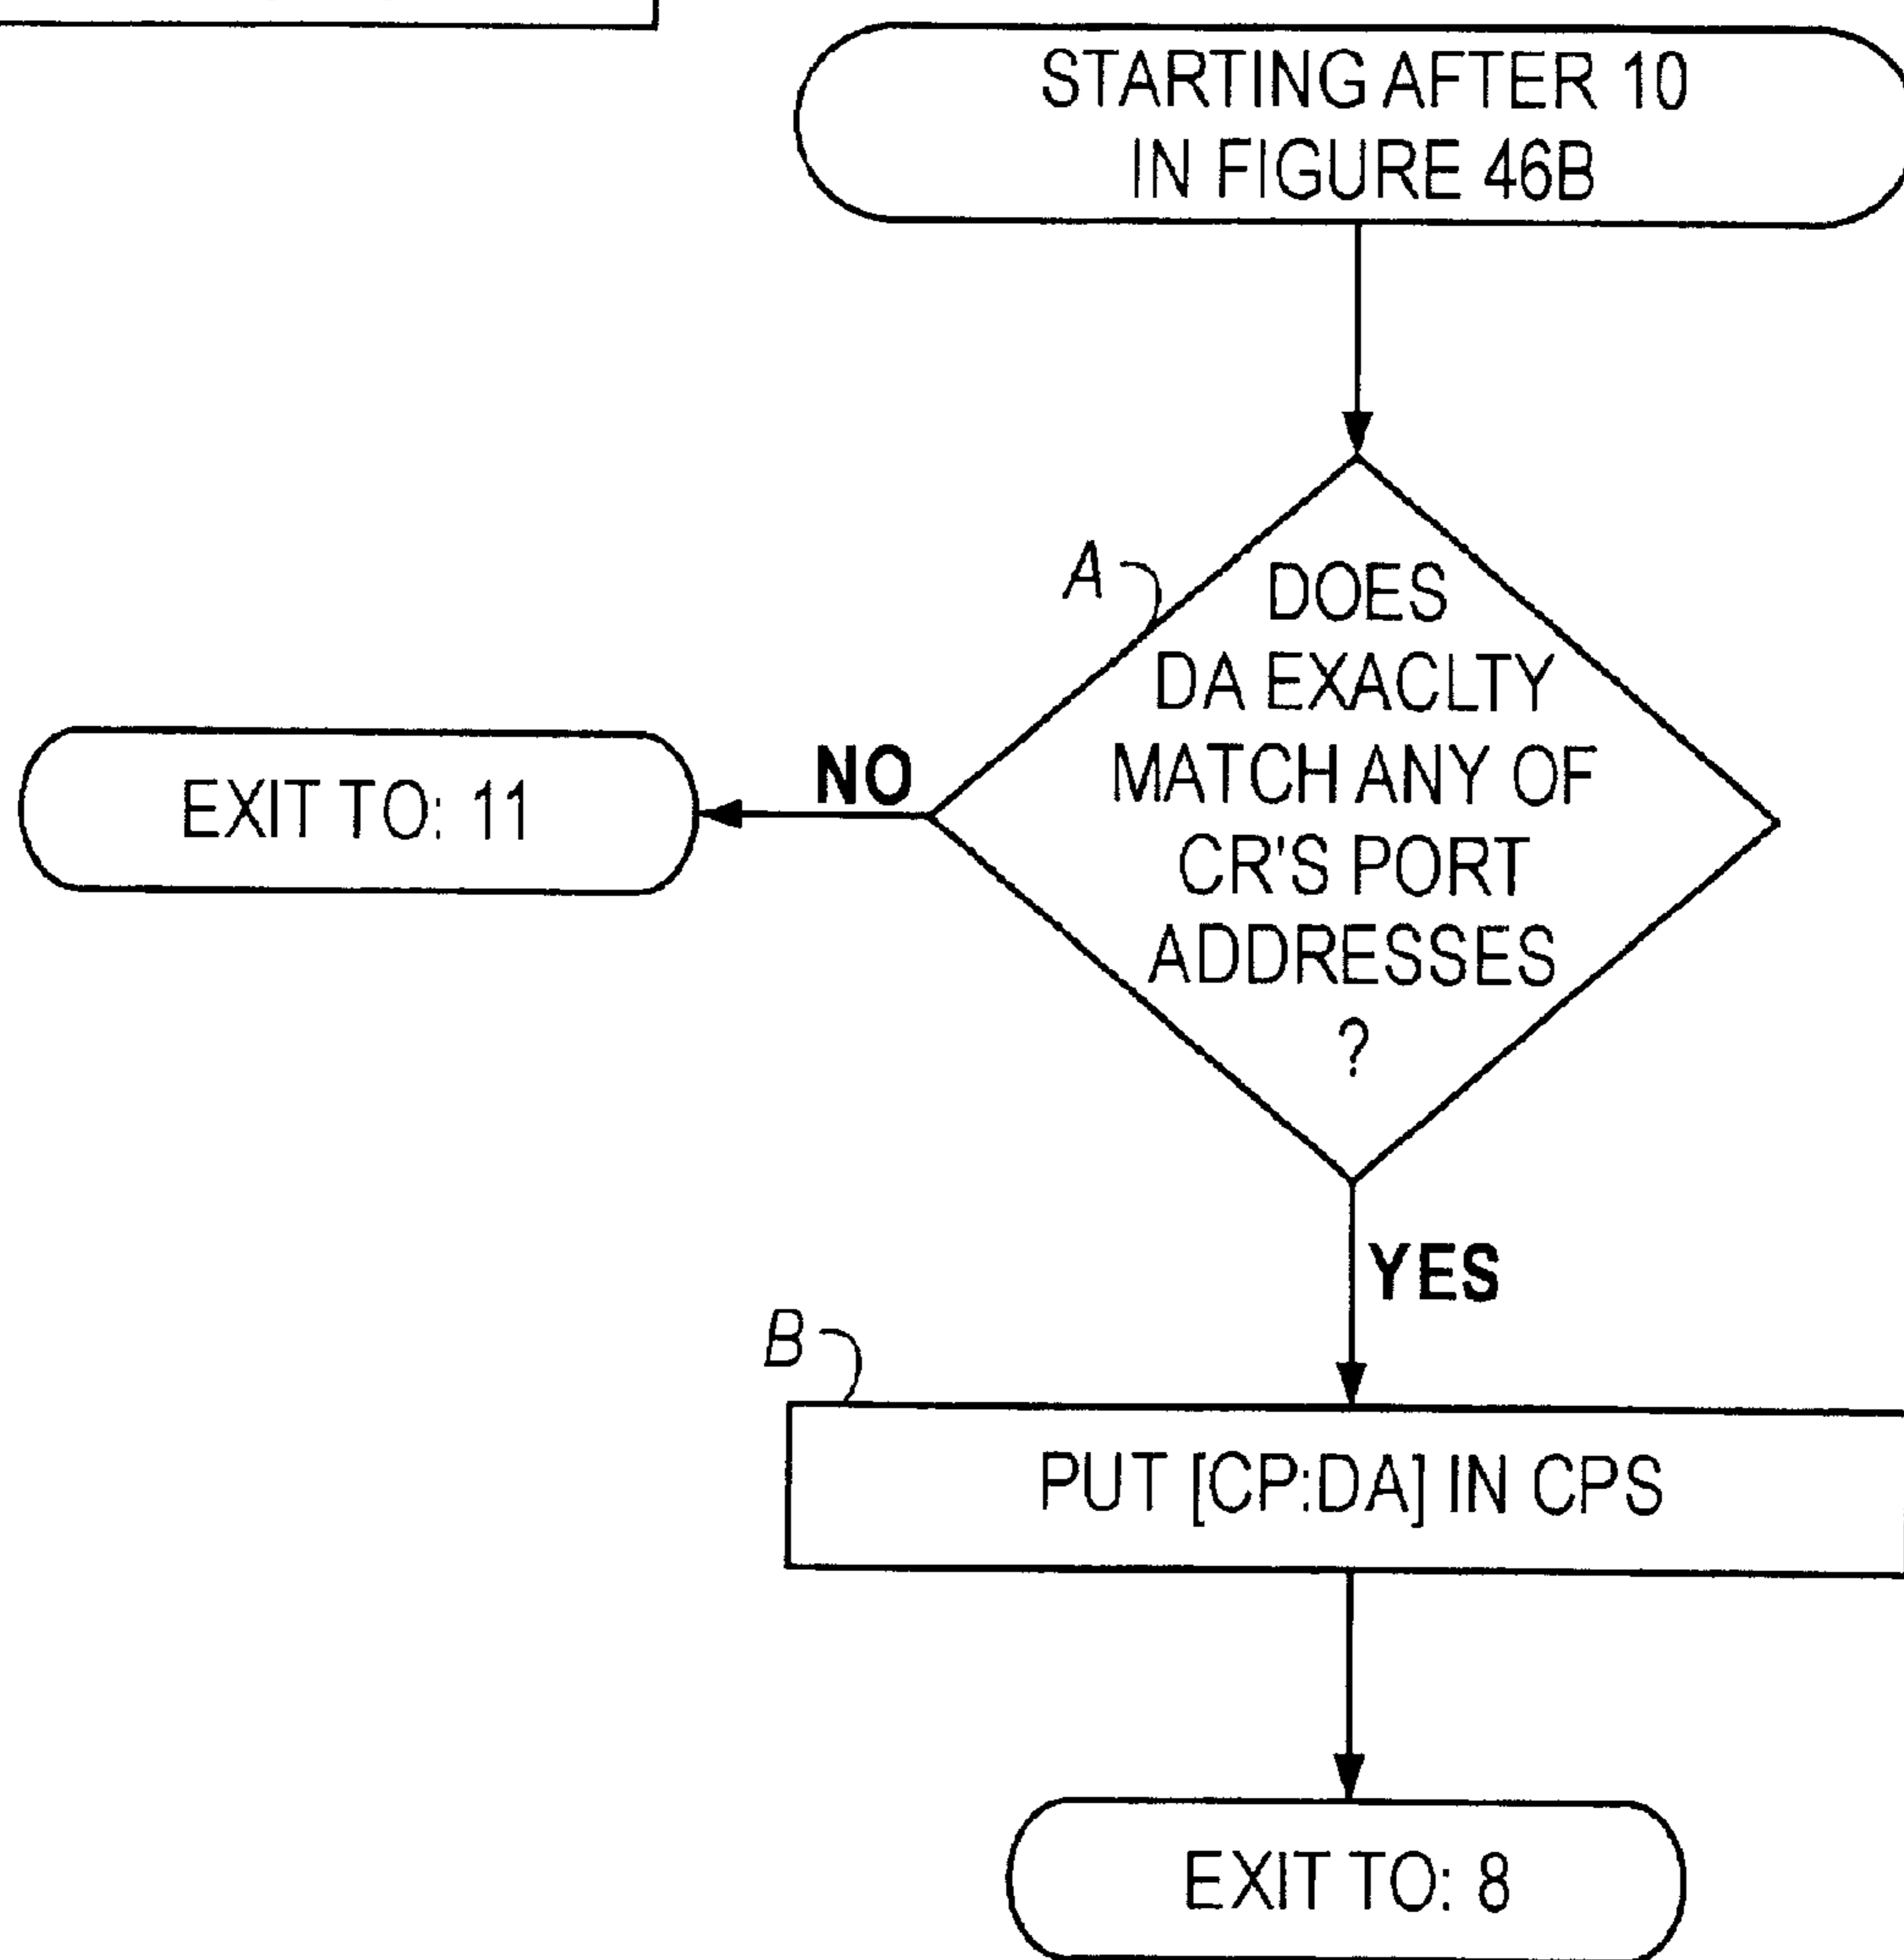 STARTING AFTER 10
IN FIGURE 46B
A
DOES
DA EXACLTY
MATCH ANY OF
CR'S PORT
ADDRESSES
?
NO
EXIT TO: 11
YES
B
PUT [CP:DA] IN CPS
EXIT TO: 8